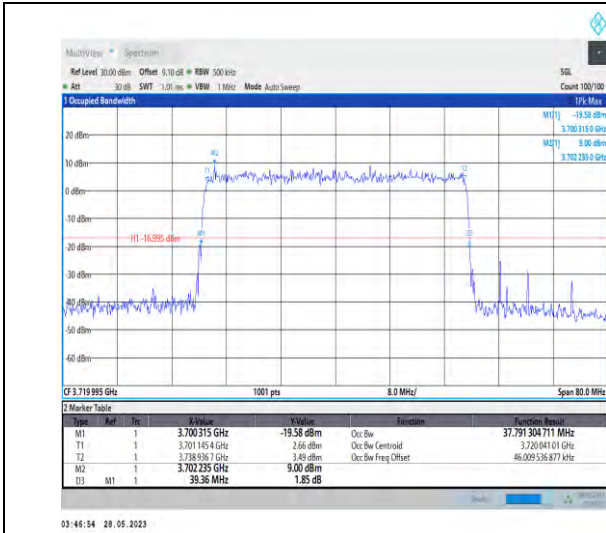 MultiView Spectrum
Ref Level 30.00 dBm Offset 9.10 dB RBW 500 kHz SGL
Att 30 dB SWT 1.01 ms VBW 1 MHz Mode Auto Sweep Count 100/100
1 Occupied Bandwidth 1Pk Max
M1[1] -19.58 dBm
3.700 315 0 GHz
M2[1] 9.00 dBm
3.702 235 0 GHz
20 dBm
M2
10 dBm
T1 T2
0 dBm
-10 dBm
M1 D3
H1 -16.995 dBm
-20 dBm
-30 dBm
-40 dBm
-50 dBm
-60 dBm
CF 3.719 995 GHz 1001 pts 8.0 MHz/ Span 80.0 MHz
2 Marker Table
Type Ref Trc X-Value Y-Value Function Function Result
M1 1 3.700 315 GHz -19.58 dBm Occ Bw 37.791 304 711 MHz
T1 1 3.701 145 4 GHz 2.66 dBm Occ Bw Centroid 3.720 041 01 GHz
T2 1 3.738 936 7 GHz 3.49 dBm Occ Bw Freq Offset 46.009 536 877 kHz
M2 1 3.702 235 GHz 9.00 dBm
D3 M1 1 39.36 MHz 1.85 dB
03:46:54 28.05.2023